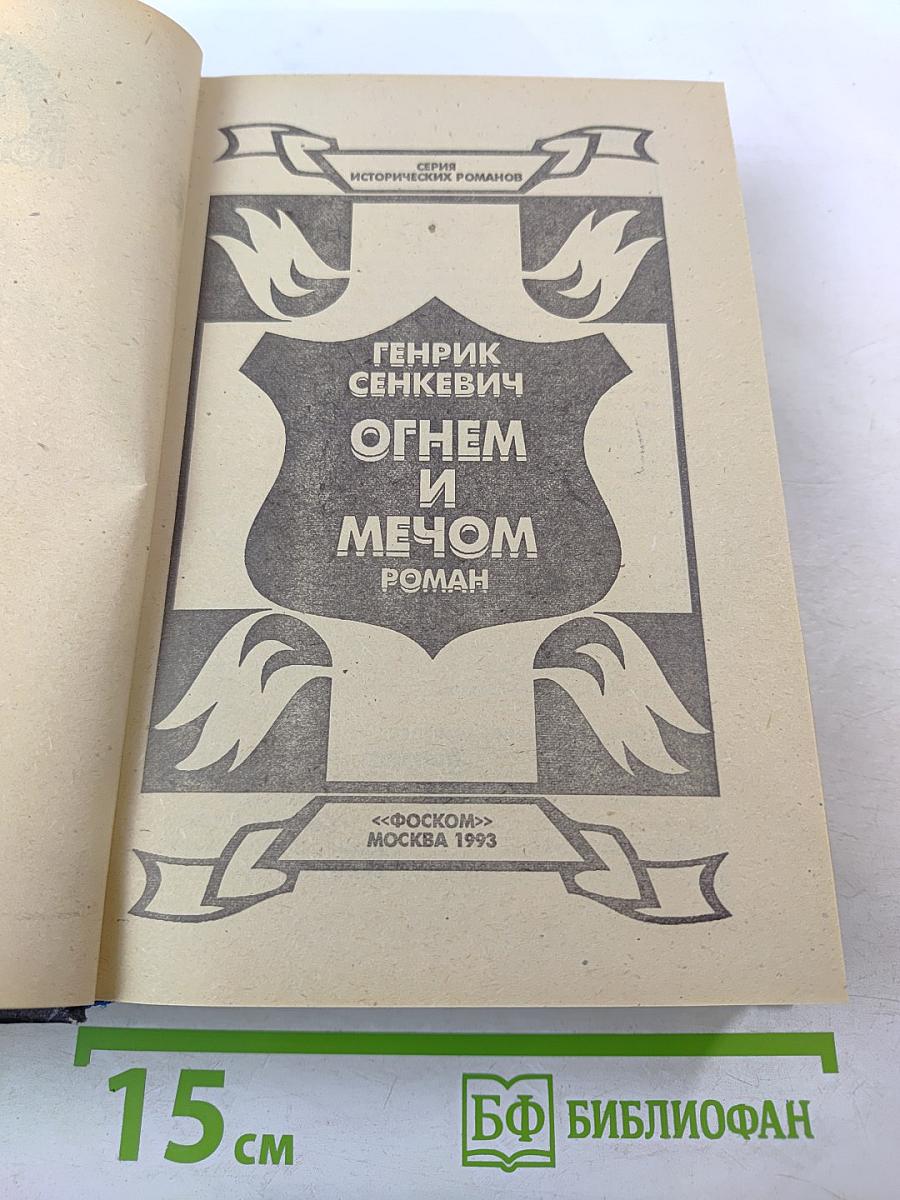 СЕРИЯ
ИСТОРИЧЕСКИХ РОМАНОВ
ГЕНРИК
СЕНКЕВИЧ
ОГНЕМ
И
МЕЧОМ
РОМАН
«ФОСКОМ»
МОСКВА 1993
15 см
БФ БИБЛИОФАН